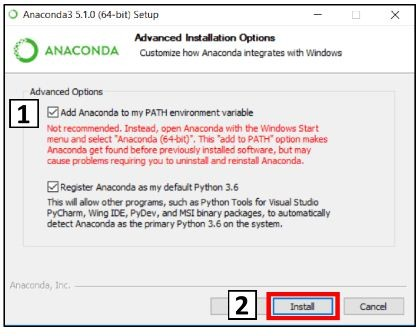 Anaconda3 5.1.0 (64-bit) Setup
ANACONDA
Advanced Installation Options
Customize how Anaconda integrates with Windows
Advanced Options
1
Add Anaconda to my PATH environment variable
Not recommended. Instead, open Anaconda with the Windows Start
menu and select "Anaconda (64-bit)". This "add to PATH" option makes
Anaconda get found before previously installed software, but may
cause problems requiring you to uninstall and reinstall Anaconda.
Register Anaconda as my default Python 3.6
This will allow other programs, such as Python Tools for Visual Studio
PyCharm, Wing IDE, PyDev, and MSI binary packages, to automatically
detect Anaconda as the primary Python 3.6 on the system.
Anaconda, Inc.
2
Install
Cancel